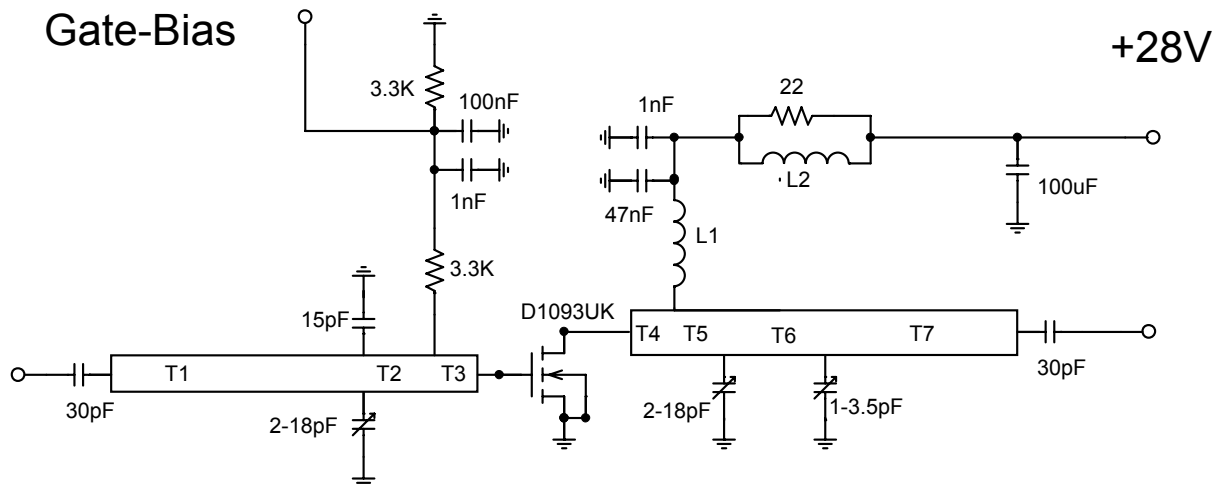 Gate-Bias
+28V
3.3K
100nF
1nF
22
L2
100uF
1nF
47nF
L1
3.3K
15pF
D1093UK
T1
T2
T3
T4
T5
T6
T7
30pF
2-18pF
2-18pF
1-3.5pF
30pF